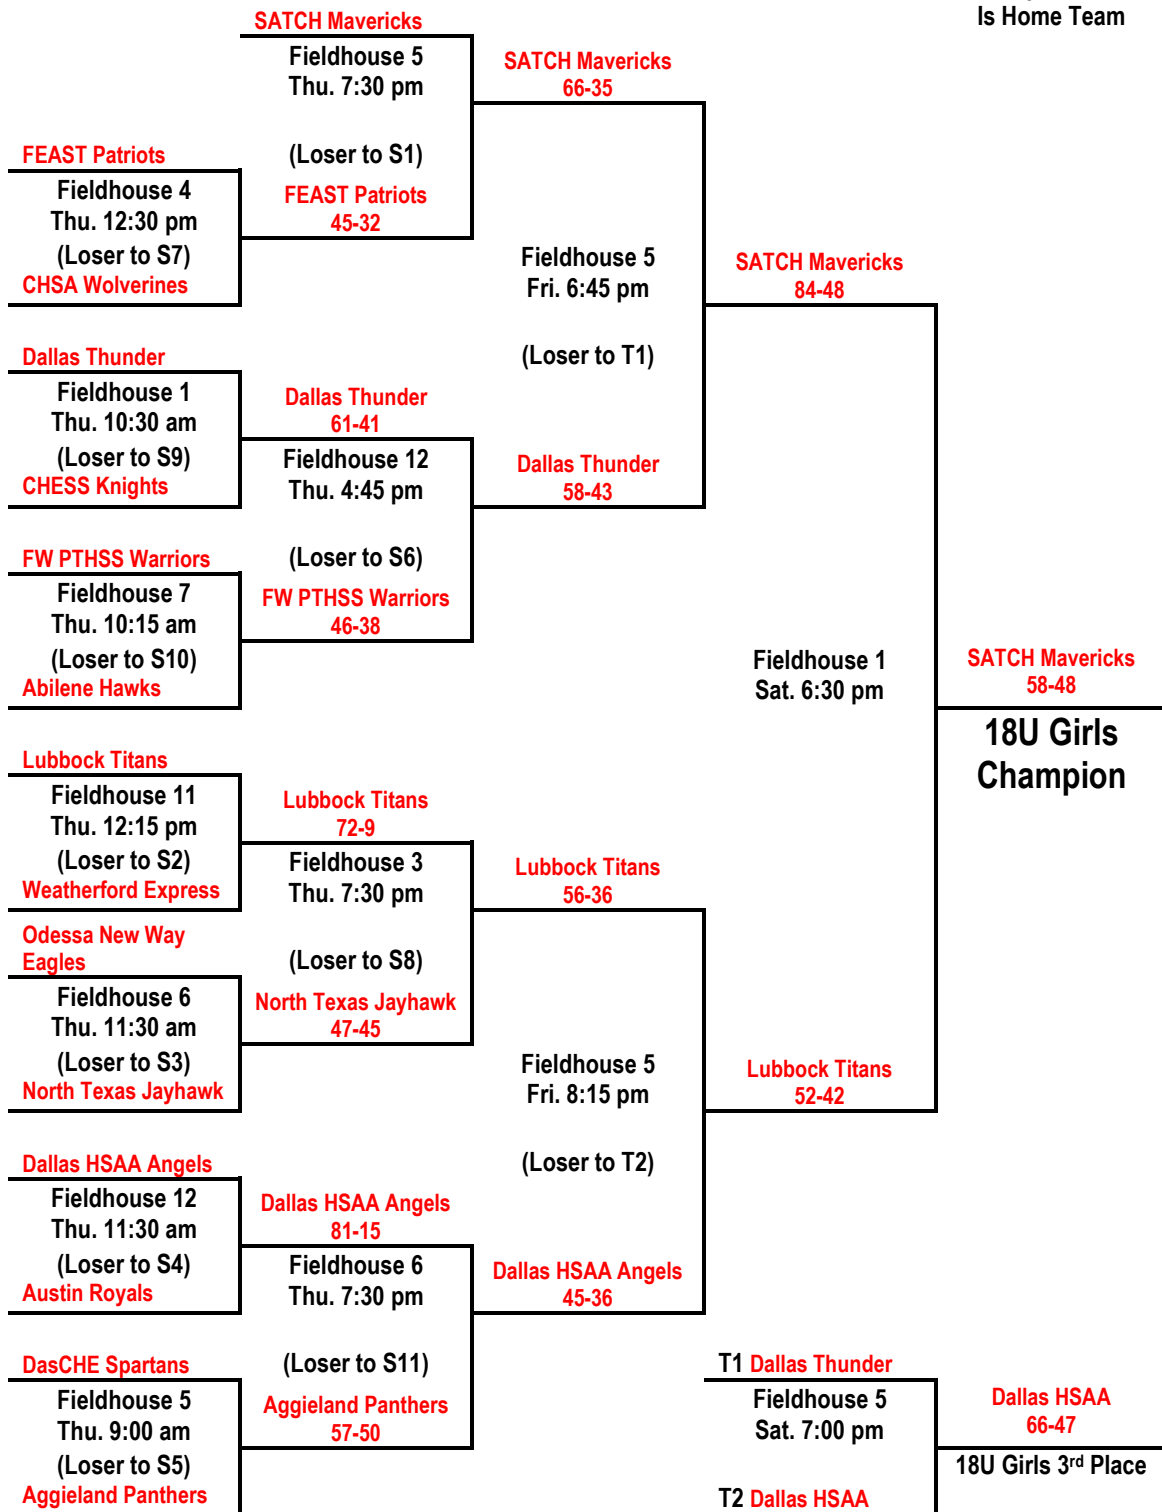 Is Home Team
SATCH Mavericks
Fieldhouse 5
Thu. 7:30 pm
(Loser to S1)
SATCH Mavericks
66-35
FEAST Patriots
Fieldhouse 4
Thu. 12:30 pm
(Loser to S7)
CHSA Wolverines
FEAST Patriots
45-32
Fieldhouse 5
Fri. 6:45 pm
(Loser to T1)
SATCH Mavericks
84-48
Dallas Thunder
Fieldhouse 1
Thu. 10:30 am
(Loser to S9)
CHESS Knights
Dallas Thunder
61-41
Fieldhouse 12
Thu. 4:45 pm
(Loser to S6)
Dallas Thunder
58-43
FW PTHSS Warriors
Fieldhouse 7
Thu. 10:15 am
(Loser to S10)
Abilene Hawks
FW PTHSS Warriors
46-38
Fieldhouse 1
Sat. 6:30 pm
SATCH Mavericks
58-48
18U Girls
Champion
Lubbock Titans
Fieldhouse 11
Thu. 12:15 pm
(Loser to S2)
Weatherford Express
Lubbock Titans
72-9
Fieldhouse 3
Thu. 7:30 pm
(Loser to S8)
Lubbock Titans
56-36
Odessa New Way
Eagles
Fieldhouse 6
Thu. 11:30 am
(Loser to S3)
North Texas Jayhawk
North Texas Jayhawk
47-45
Fieldhouse 5
Fri. 8:15 pm
(Loser to T2)
Lubbock Titans
52-42
Dallas HSAA Angels
Fieldhouse 12
Thu. 11:30 am
(Loser to S4)
Austin Royals
Dallas HSAA Angels
81-15
Fieldhouse 6
Thu. 7:30 pm
(Loser to S11)
Dallas HSAA Angels
45-36
DasCHE Spartans
Fieldhouse 5
Thu. 9:00 am
(Loser to S5)
Aggieland Panthers
Aggieland Panthers
57-50
T1 Dallas Thunder
Fieldhouse 5
Sat. 7:00 pm
T2 Dallas HSAA
Dallas HSAA
66-47
18U Girls 3rd Place